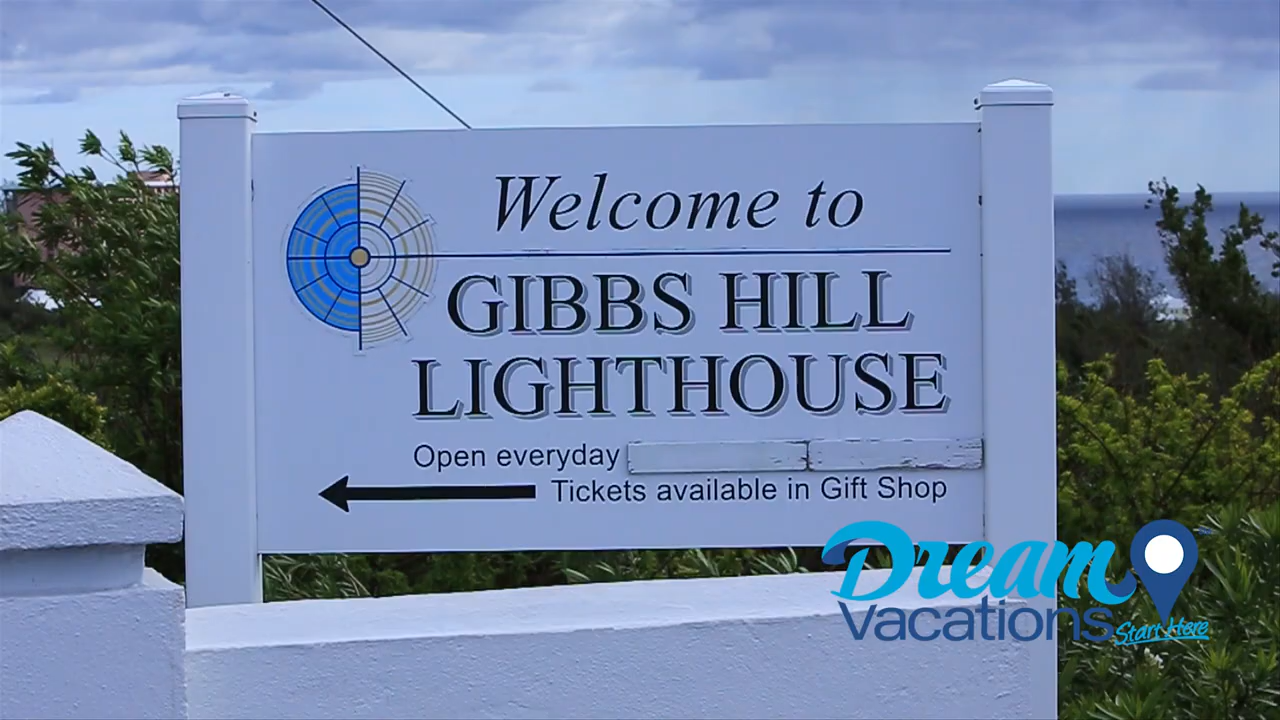 Welcome to
GIBBS HILL
LIGHTHOUSE
Open everyday
Tickets available in Gift Shop
Dream
Vacations
Start Here